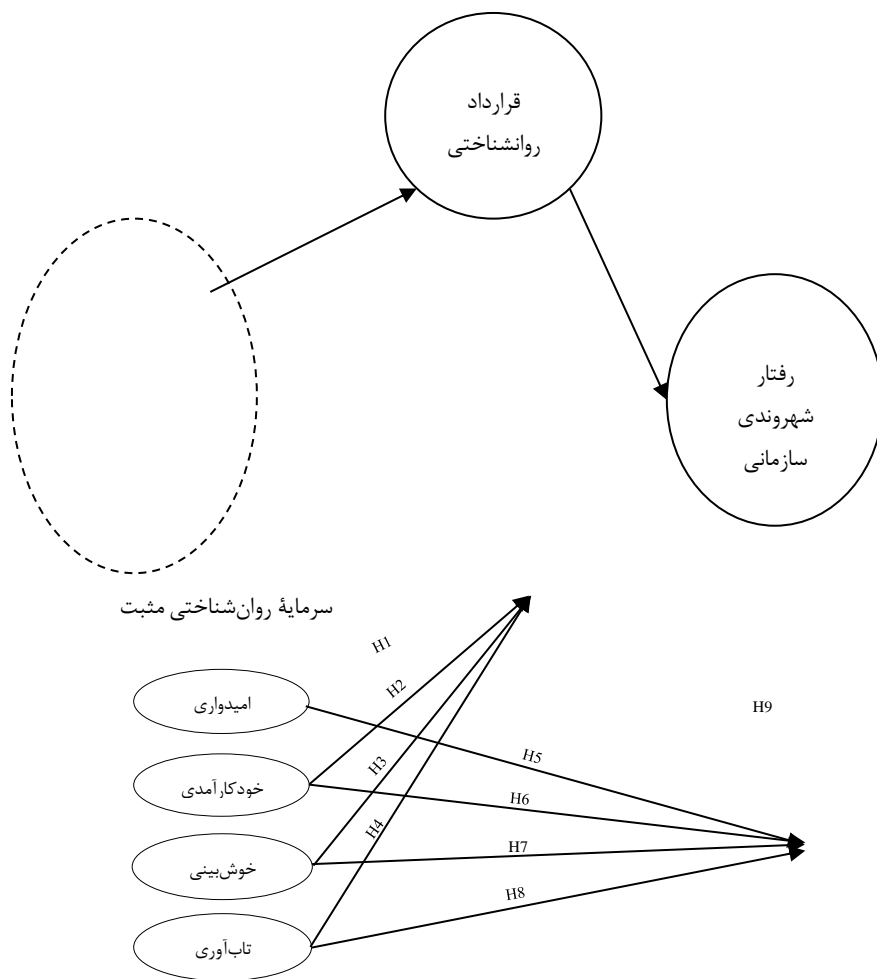 قرارداد
روانشناختی
رفتار
شهروندی
سازمانی
سرمایۀ روان‌شناختی مثبت
H1
H2
امیدواری
H9
H5
H3
خودکارآمدی
H6
H4
H7
خوش‌بینی
H8
تاب‌آوری